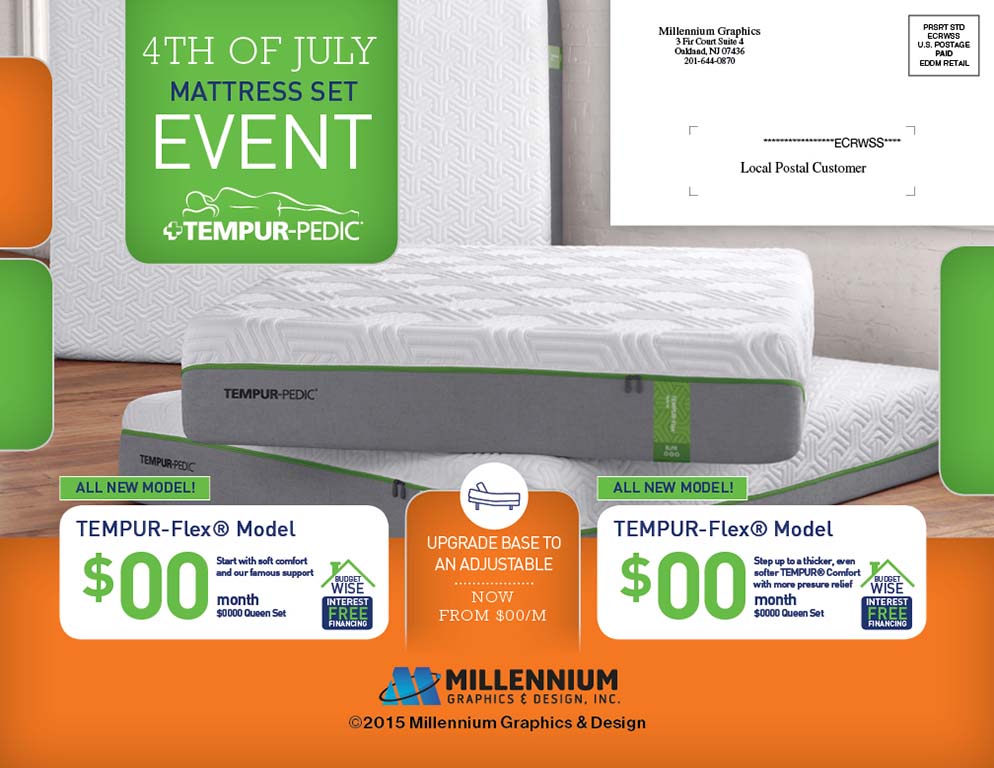 4TH OF JULY
MATTRESS SET
EVENT
TEMPUR-PEDIC
Millennium Graphics
3 Fir Court Suite 4
Oakland, NJ 07436
201-644-0870
PRSRT STD
ECRWSS
U.S. POSTAGE
PAID
EDDM RETAIL
*****************ECRWSS****
Local Postal Customer
TEMPUR-PEDIC
TEMPUR-PEDIC
ALL NEW MODEL!
TEMPUR-Flex® Model
$00
Start with soft comfort
and our famous support
month
$0000 Queen Set
BUDGET
WISE
INTEREST
FREE
FINANCING
UPGRADE BASE TO
AN ADJUSTABLE
NOW
FROM $00/M
ALL NEW MODEL!
TEMPUR-Flex® Model
$00
Step up to a thicker, even
softer TEMPUR® Comfort
with more presure relief
month
$0000 Queen Set
BUDGET
WISE
INTEREST
FREE
FINANCING
MILLENNIUM
GRAPHICS & DESIGN, INC.
©2015 Millennium Graphics & Design